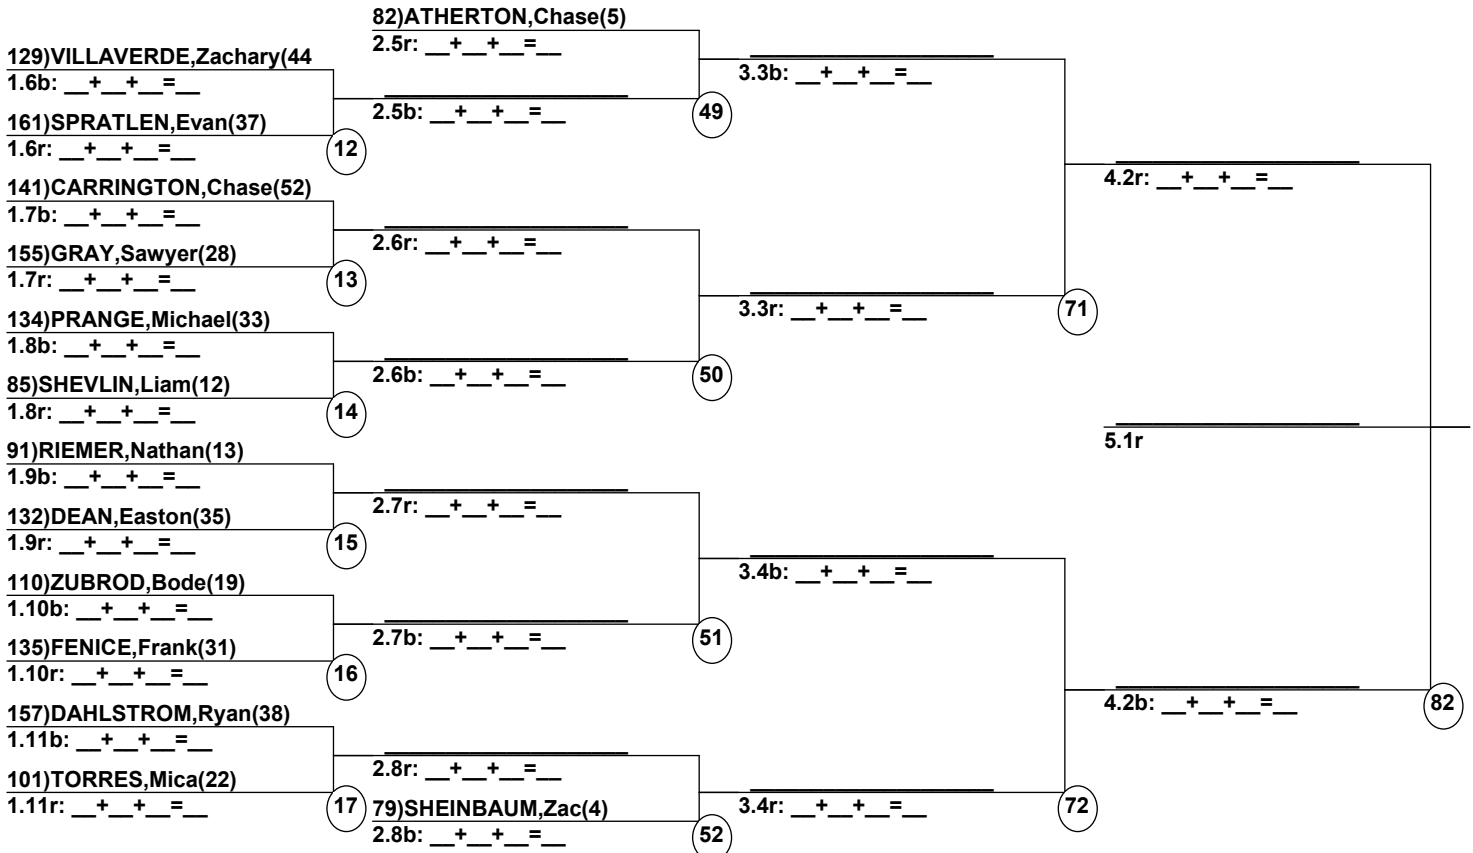 82)ATHERTON,Chase(5)
2.5r: __+__+__=__
129)VILLAVERDE,Zachary(44
1.6b: __+__+__=__
3.3b: __+__+__=__
2.5b: __+__+__=__
49
161)SPRATLEN,Evan(37)
1.6r: __+__+__=__
12
4.2r: __+__+__=__
141)CARRINGTON,Chase(52)
1.7b: __+__+__=__
2.6r: __+__+__=__
155)GRAY,Sawyer(28)
1.7r: __+__+__=__
13
3.3r: __+__+__=__
71
134)PRANGE,Michael(33)
1.8b: __+__+__=__
2.6b: __+__+__=__
50
85)SHEVLIN,Liam(12)
1.8r: __+__+__=__
14
5.1r
91)RIEMER,Nathan(13)
1.9b: __+__+__=__
2.7r: __+__+__=__
132)DEAN,Easton(35)
1.9r: __+__+__=__
15
3.4b: __+__+__=__
110)ZUBROD,Bode(19)
1.10b: __+__+__=__
2.7b: __+__+__=__
51
135)FENICE,Frank(31)
1.10r: __+__+__=__
16
4.2b: __+__+__=__
82
157)DAHLSTROM,Ryan(38)
1.11b: __+__+__=__
2.8r: __+__+__=__
101)TORRES,Mica(22)
1.11r: __+__+__=__
17
79)SHEINBAUM,Zac(4)
3.4r: __+__+__=__
72
2.8b: __+__+__=__
52